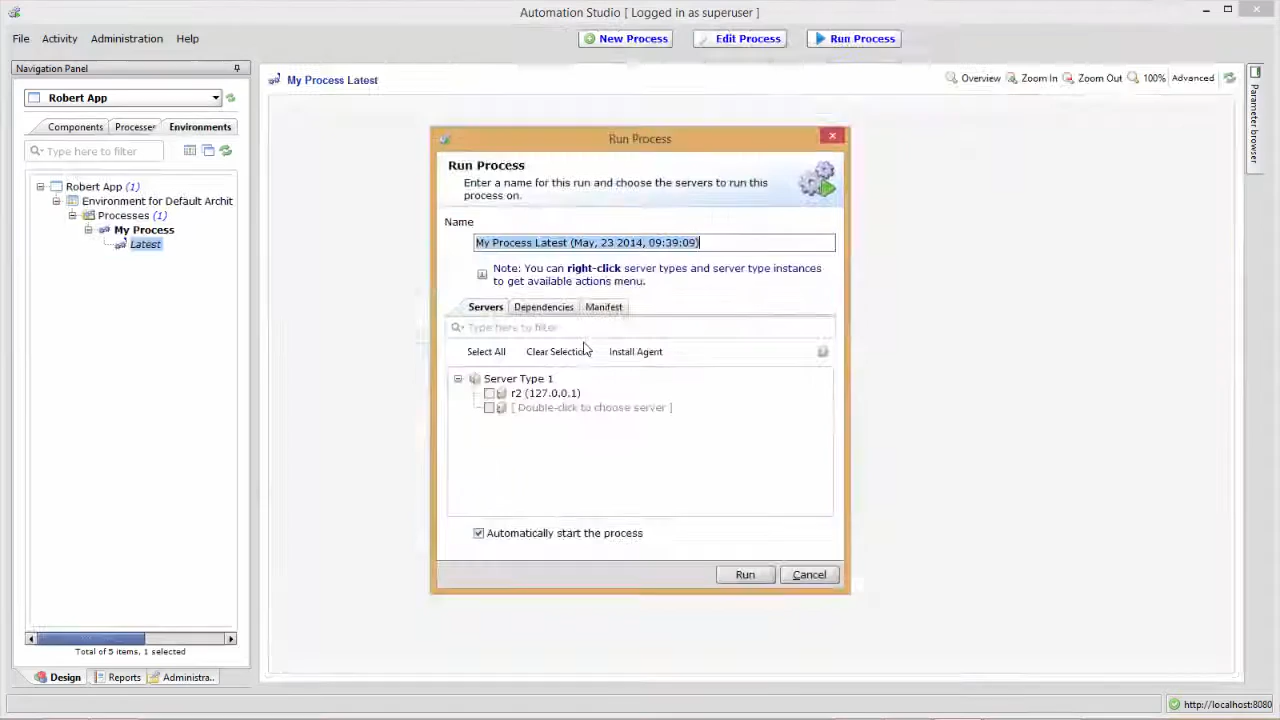 Automation Studio [ Logged in as superuser ]
File Activity Administration Help
New Process Edit Process Run Process
Navigation Panel
Robert App
Components Processes Environments
Type here to filter
Robert App (1)
Environment for Default Archit
Processes (1)
My Process
Latest
Total of 5 items, 1 selected
Design Reports Administra..
My Process Latest
Overview Zoom In Zoom Out 100% Advanced
Parameter browser
Run Process
Run Process
Enter a name for this run and choose the servers to run this
process on.
Name
My Process Latest (May, 23 2014, 09:39:09)
Note: You can right-click server types and server type instances
to get available actions menu.
Servers Dependencies Manifest
Type here to filter
Select All Clear Selection Install Agent
Server Type 1
r2 (127.0.0.1)
[ Double-click to choose server ]
Automatically start the process
Run Cancel
http://localhost:8080